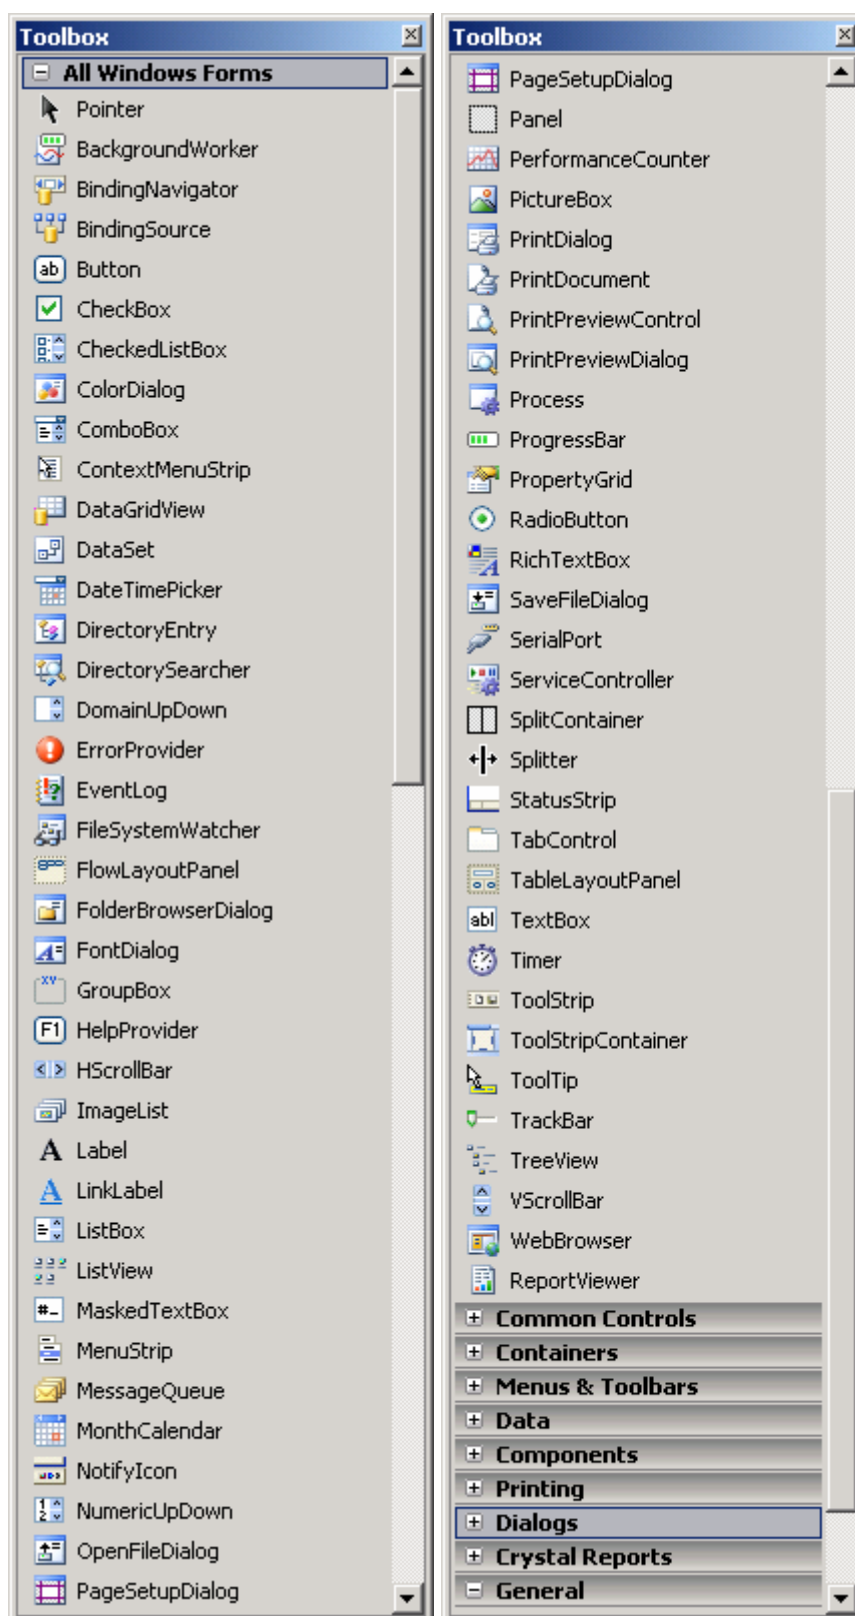 Toolbox
All Windows Forms
Pointer
BackgroundWorker
BindingNavigator
BindingSource
ab Button
CheckBox
CheckedListBox
ColorDialog
ComboBox
ContextMenuStrip
DataGridView
DataSet
DateTimePicker
DirectoryEntry
DirectorySearcher
DomainUpDown
ErrorProvider
EventLog
FileSystemWatcher
FlowLayoutPanel
FolderBrowserDialog
FontDialog
XY GroupBox
F1 HelpProvider
HScrollBar
ImageList
A Label
A LinkLabel
ListBox
ListView
#_ MaskedTextBox
MenuStrip
MessageQueue
MonthCalendar
NotifyIcon
NumericUpDown
OpenFileDialog
PageSetupDialog
Toolbox
PageSetupDialog
Panel
PerformanceCounter
PictureBox
PrintDialog
PrintDocument
PrintPreviewControl
PrintPreviewDialog
Process
ProgressBar
PropertyGrid
RadioButton
RichTextBox
SaveFileDialog
SerialPort
ServiceController
SplitContainer
Splitter
StatusStrip
TabControl
TableLayoutPanel
abl TextBox
Timer
ToolStrip
ToolStripContainer
ToolTip
TrackBar
TreeView
VScrollBar
WebBrowser
ReportViewer
Common Controls
Containers
Menus & Toolbars
Data
Components
Printing
Dialogs
Crystal Reports
General